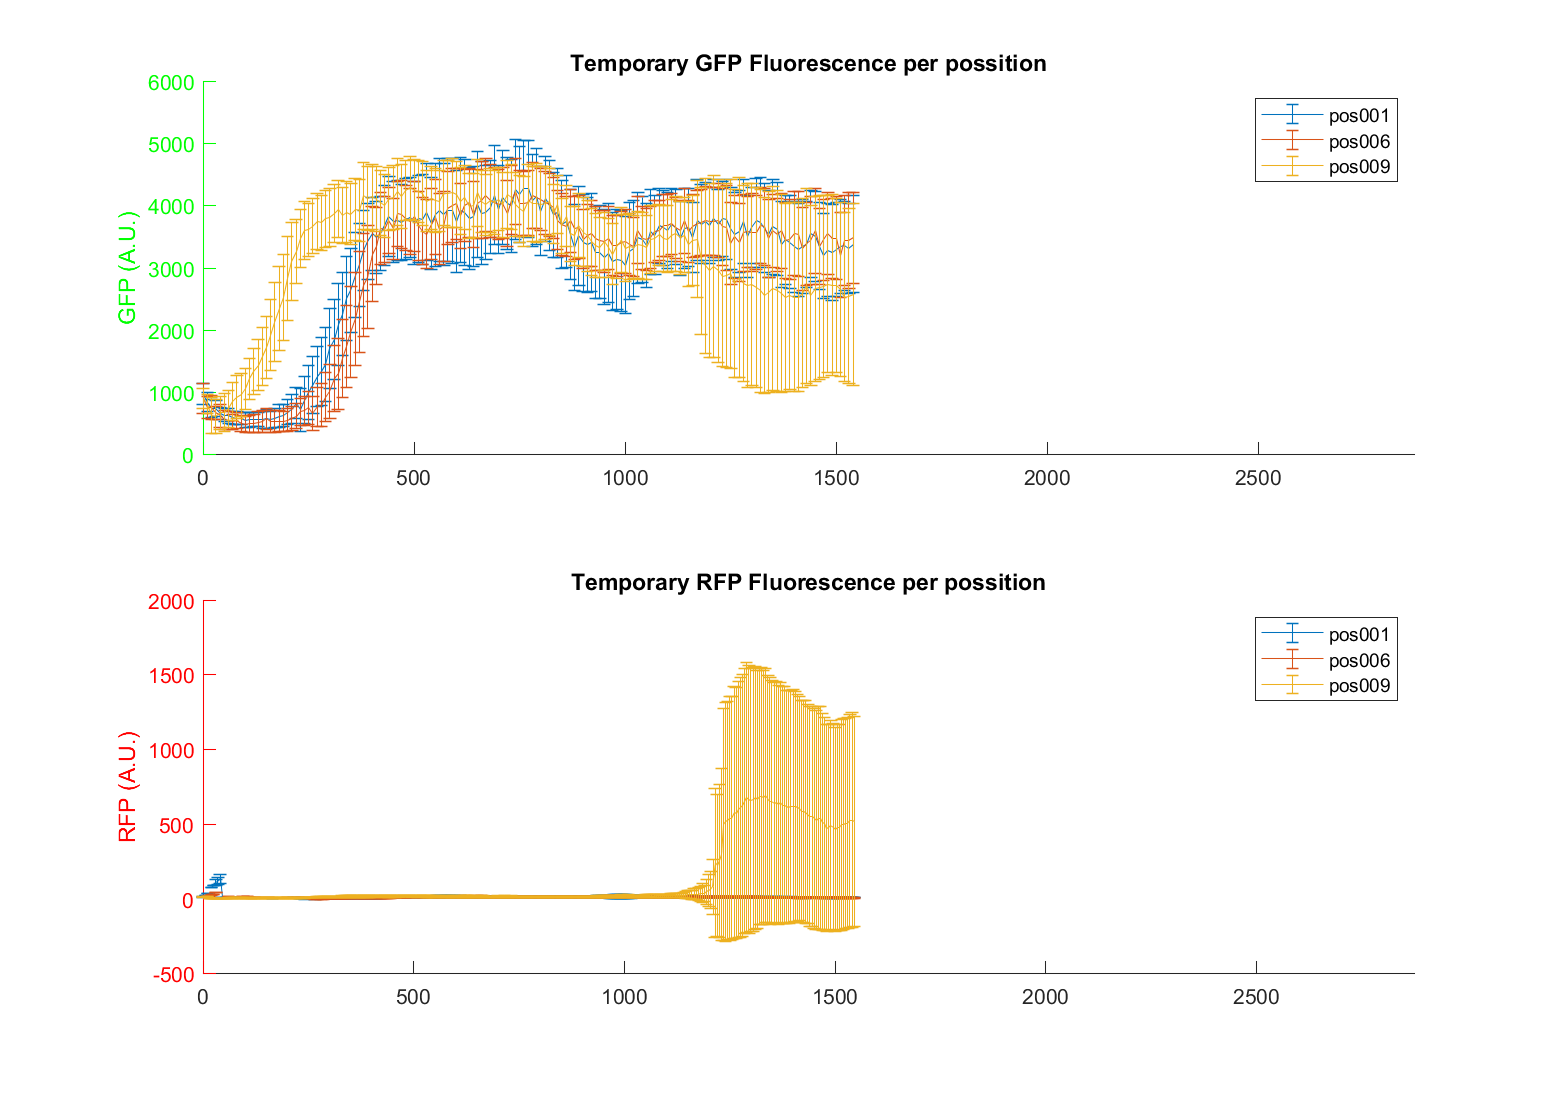 Temporary GFP Fluorescence per possition
GFP (A.U.)
6000
5000
4000
3000
2000
1000
0
0 500 1000 1500 2000 2500
pos001
pos006
pos009
Temporary RFP Fluorescence per possition
RFP (A.U.)
2000
1500
1000
500
0
-500
0 500 1000 1500 2000 2500
pos001
pos006
pos009